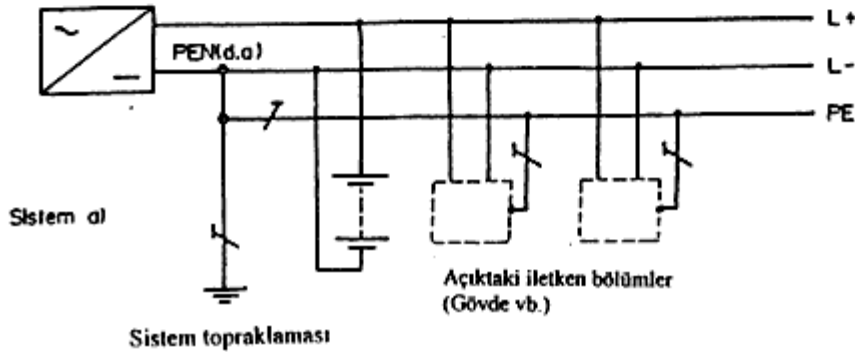 L+
PEN(d.a)
L-
PE
Sistem a)
Açıktaki iletken bölümler
(Gövde vb.)
Sistem topraklaması